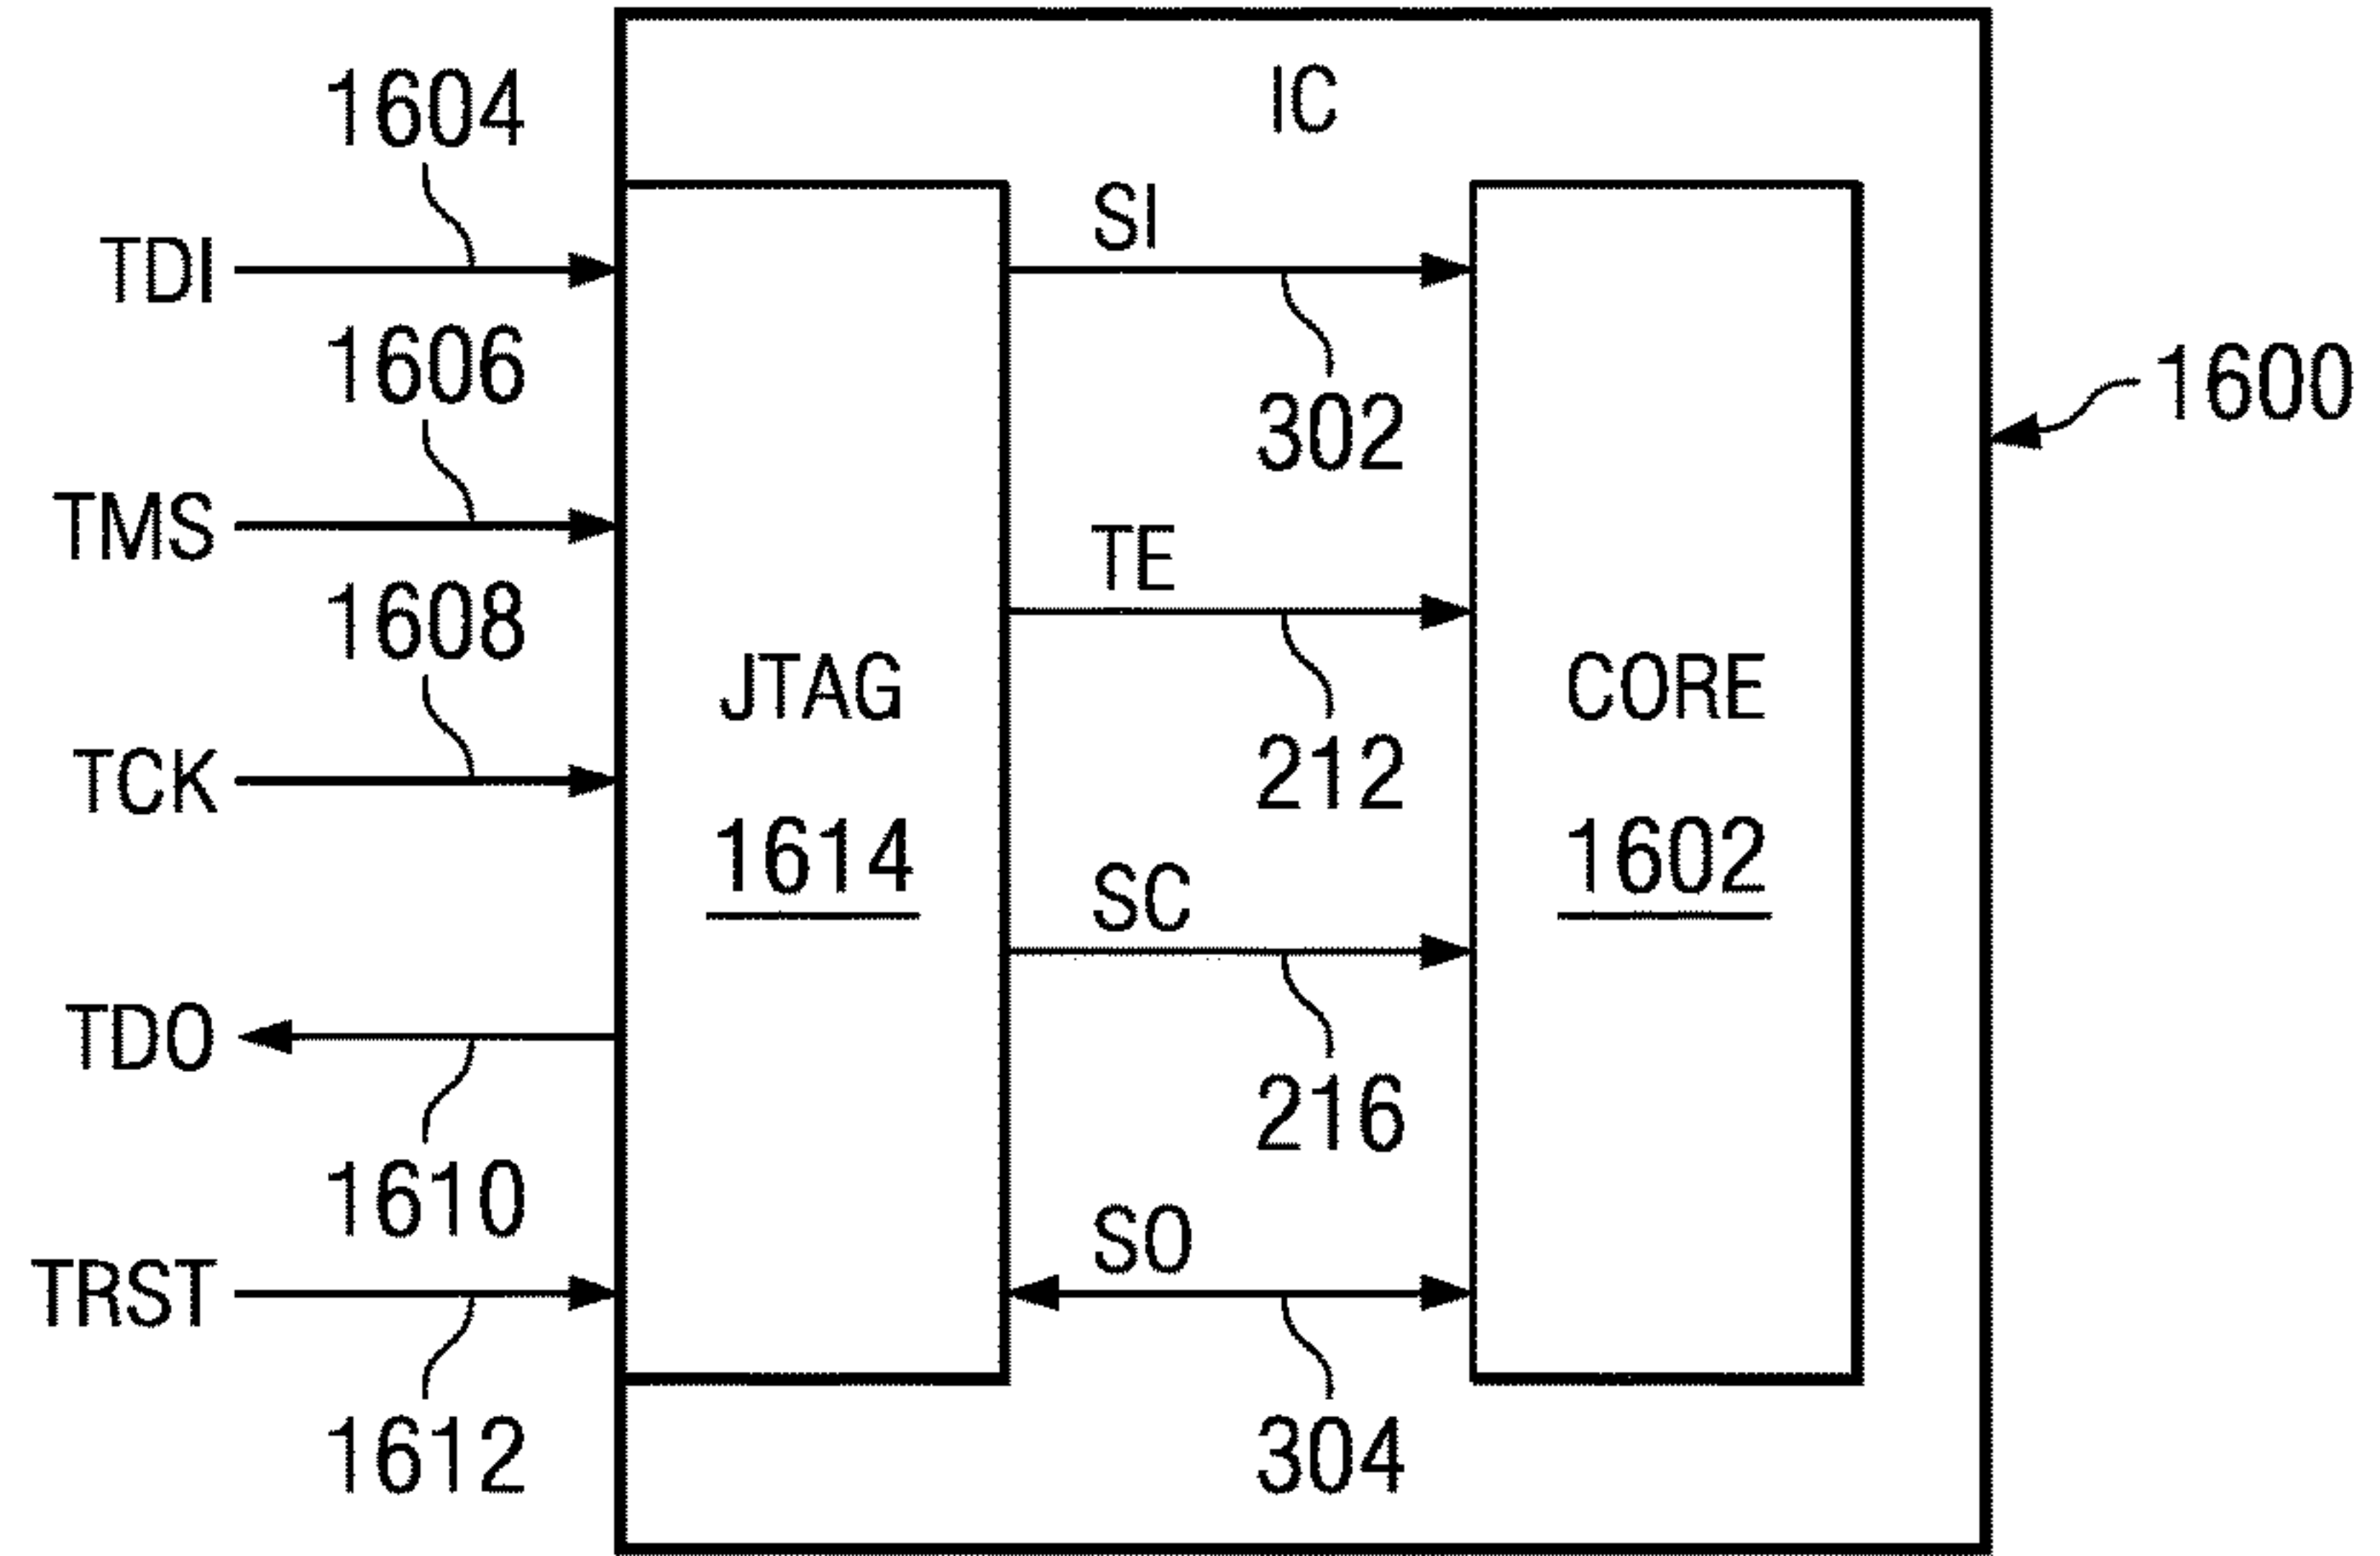 IC
1604
TDI
1606
TMS
1608
TCK
TDO
1610
TRST
1612
JTAG
1614
SI
302
TE
212
SC
216
SO
304
CORE
1602
1600